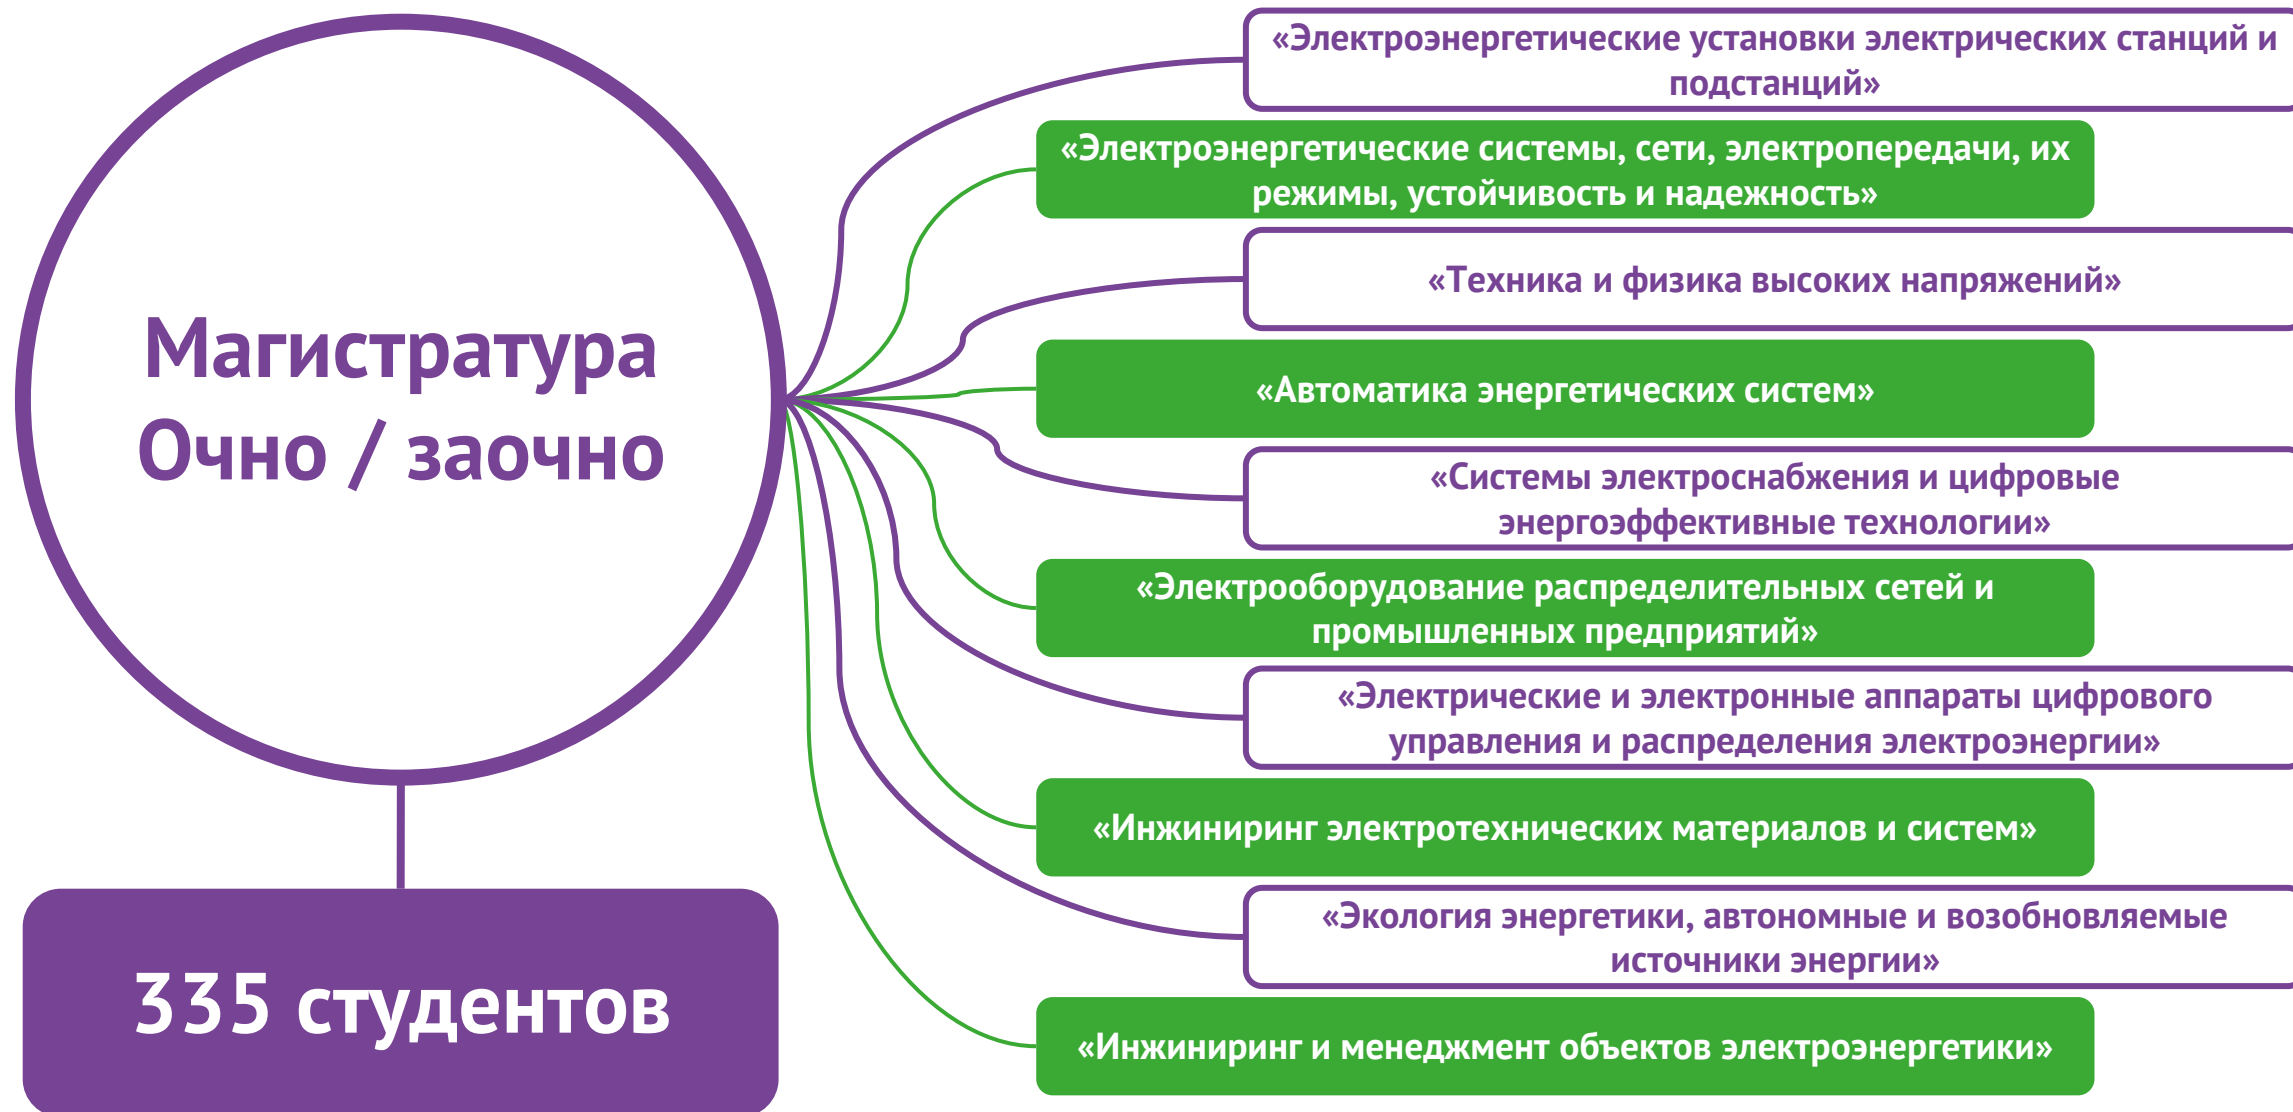 Магистратура
Очно / заочно
335 студентов
«Электроэнергетические установки электрических станций и
подстанций»
«Электроэнергетические системы, сети, электропередачи, их
режимы, устойчивость и надежность»
«Техника и физика высоких напряжений»
«Автоматика энергетических систем»
«Системы электроснабжения и цифровые
энергоэффективные технологии»
«Электрооборудование распределительных сетей и
промышленных предприятий»
«Электрические и электронные аппараты цифрового
управления и распределения электроэнергии»
«Инжиниринг электротехнических материалов и систем»
«Экология энергетики, автономные и возобновляемые
источники энергии»
«Инжиниринг и менеджмент объектов электроэнергетики»